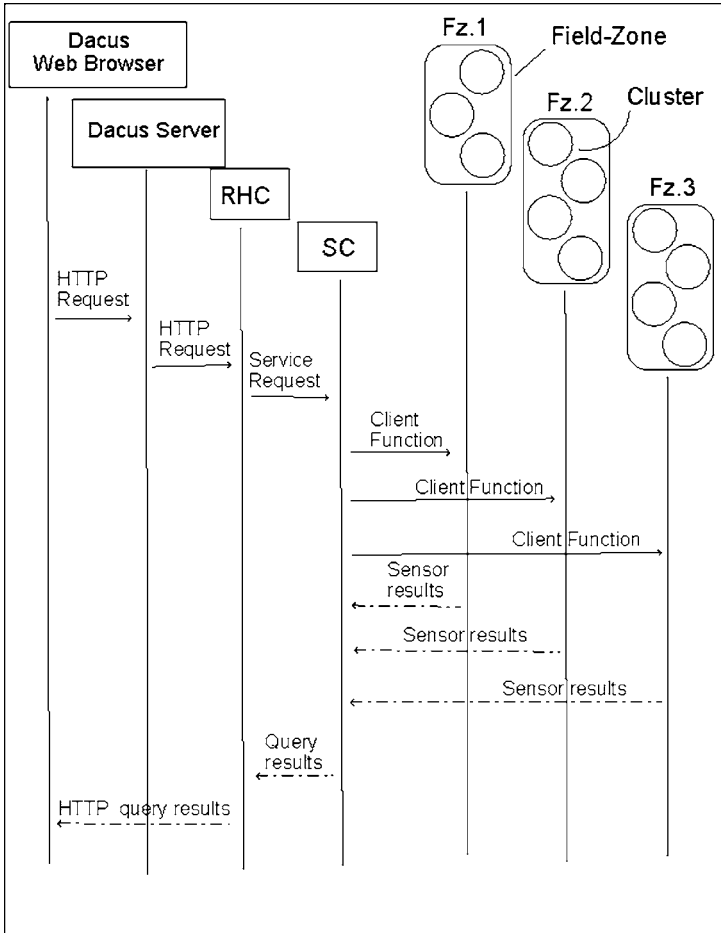 Dacus
Web Browser
Dacus Server
RHC
SC
Fz.1
Field-Zone
Fz.2
Cluster
Fz.3
HTTP
Request
HTTP
Request
Service
Request
Client
Function
Client Function
Client Function
Sensor
results
Sensor results
Sensor results
Query
results
HTTP query results